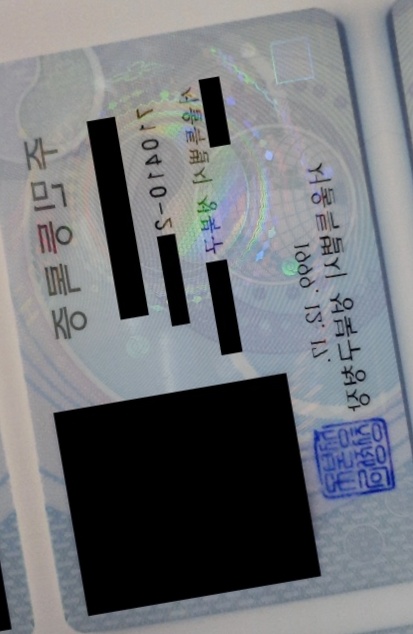 주민등록증
710410-2
서울특별시 성북구
1999. 12. 17.
서울특별시 성북구청장